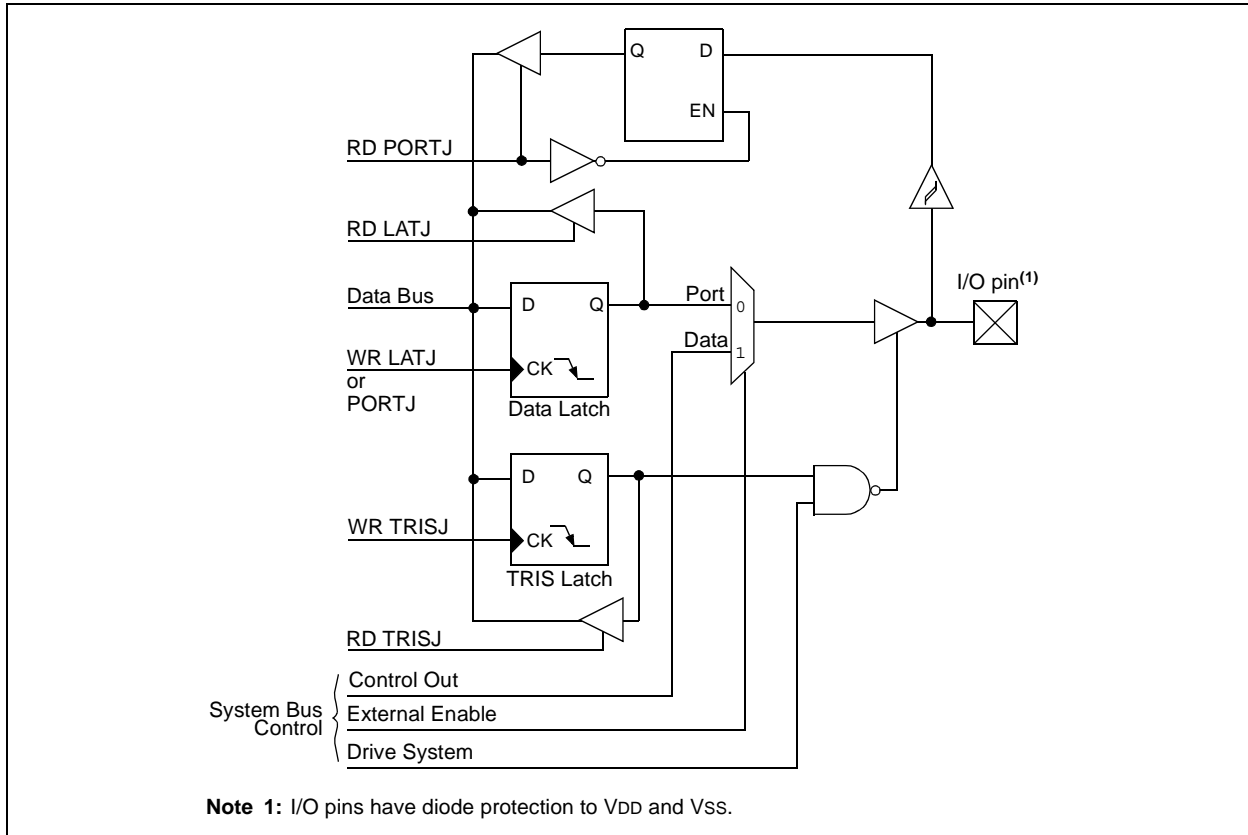 Q D
EN
RD PORTJ
RD LATJ
I/O pin(1)
Data Bus
D Q
Port
0
Data
1
WR LATJ
or
PORTJ
CK
Data Latch
D Q
WR TRISJ
CK
TRIS Latch
RD TRISJ
System Bus
Control
Control Out
External Enable
Drive System
Note 1: I/O pins have diode protection to VDD and VSS.